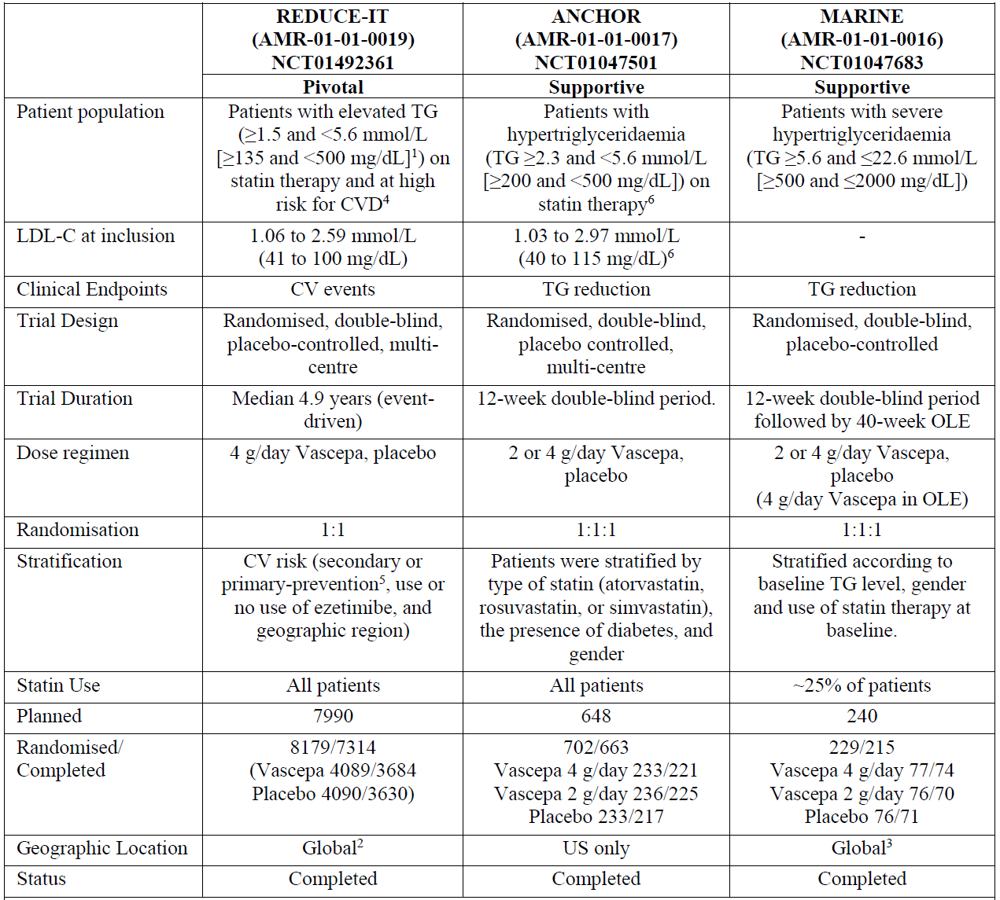 REDUCE-IT
(AMR-01-01-0019)
NCT01492361
ANCHOR
(AMR-01-01-0017)
NCT01047501
MARINE
(AMR-01-01-0016)
NCT01047683
Pivotal
Supportive
Supportive
Patient population
Patients with elevated TG
(≥1.5 and <5.6 mmol/L
[≥135 and <500 mg/dL]¹) on
statin therapy and at high
risk for CVD⁴
Patients with
hypertriglyceridaemia
(TG ≥2.3 and <5.6 mmol/L
[≥200 and <500 mg/dL]) on
statin therapy⁶
Patients with severe
hypertriglyceridaemia
(TG ≥5.6 and ≤22.6 mmol/L
[≥500 and ≤2000 mg/dL])
LDL-C at inclusion
1.06 to 2.59 mmol/L
(41 to 100 mg/dL)
1.03 to 2.97 mmol/L
(40 to 115 mg/dL)⁶
-
Clinical Endpoints
CV events
TG reduction
TG reduction
Trial Design
Randomised, double-blind,
placebo-controlled, multi-
centre
Randomised, double-blind,
placebo controlled,
multi-centre
Randomised, double-blind,
placebo-controlled
Trial Duration
Median 4.9 years (event-
driven)
12-week double-blind period.
12-week double-blind period
followed by 40-week OLE
Dose regimen
4 g/day Vascepa, placebo
2 or 4 g/day Vascepa,
placebo
2 or 4 g/day Vascepa,
placebo
(4 g/day Vascepa in OLE)
Randomisation
1:1
1:1:1
1:1:1
Stratification
CV risk (secondary or
primary-prevention⁵, use or
no use of ezetimibe, and
geographic region)
Patients were stratified by
type of statin (atorvastatin,
rosuvastatin, or simvastatin),
the presence of diabetes, and
gender
Stratified according to
baseline TG level, gender
and use of statin therapy at
baseline.
Statin Use
All patients
All patients
~25% of patients
Planned
7990
648
240
Randomised/
Completed
8179/7314
(Vascepa 4089/3684
Placebo 4090/3630)
702/663
Vascepa 4 g/day 233/221
Vascepa 2 g/day 236/225
Placebo 233/217
229/215
Vascepa 4 g/day 77/74
Vascepa 2 g/day 76/70
Placebo 76/71
Geographic Location
Global²
US only
Global³
Status
Completed
Completed
Completed